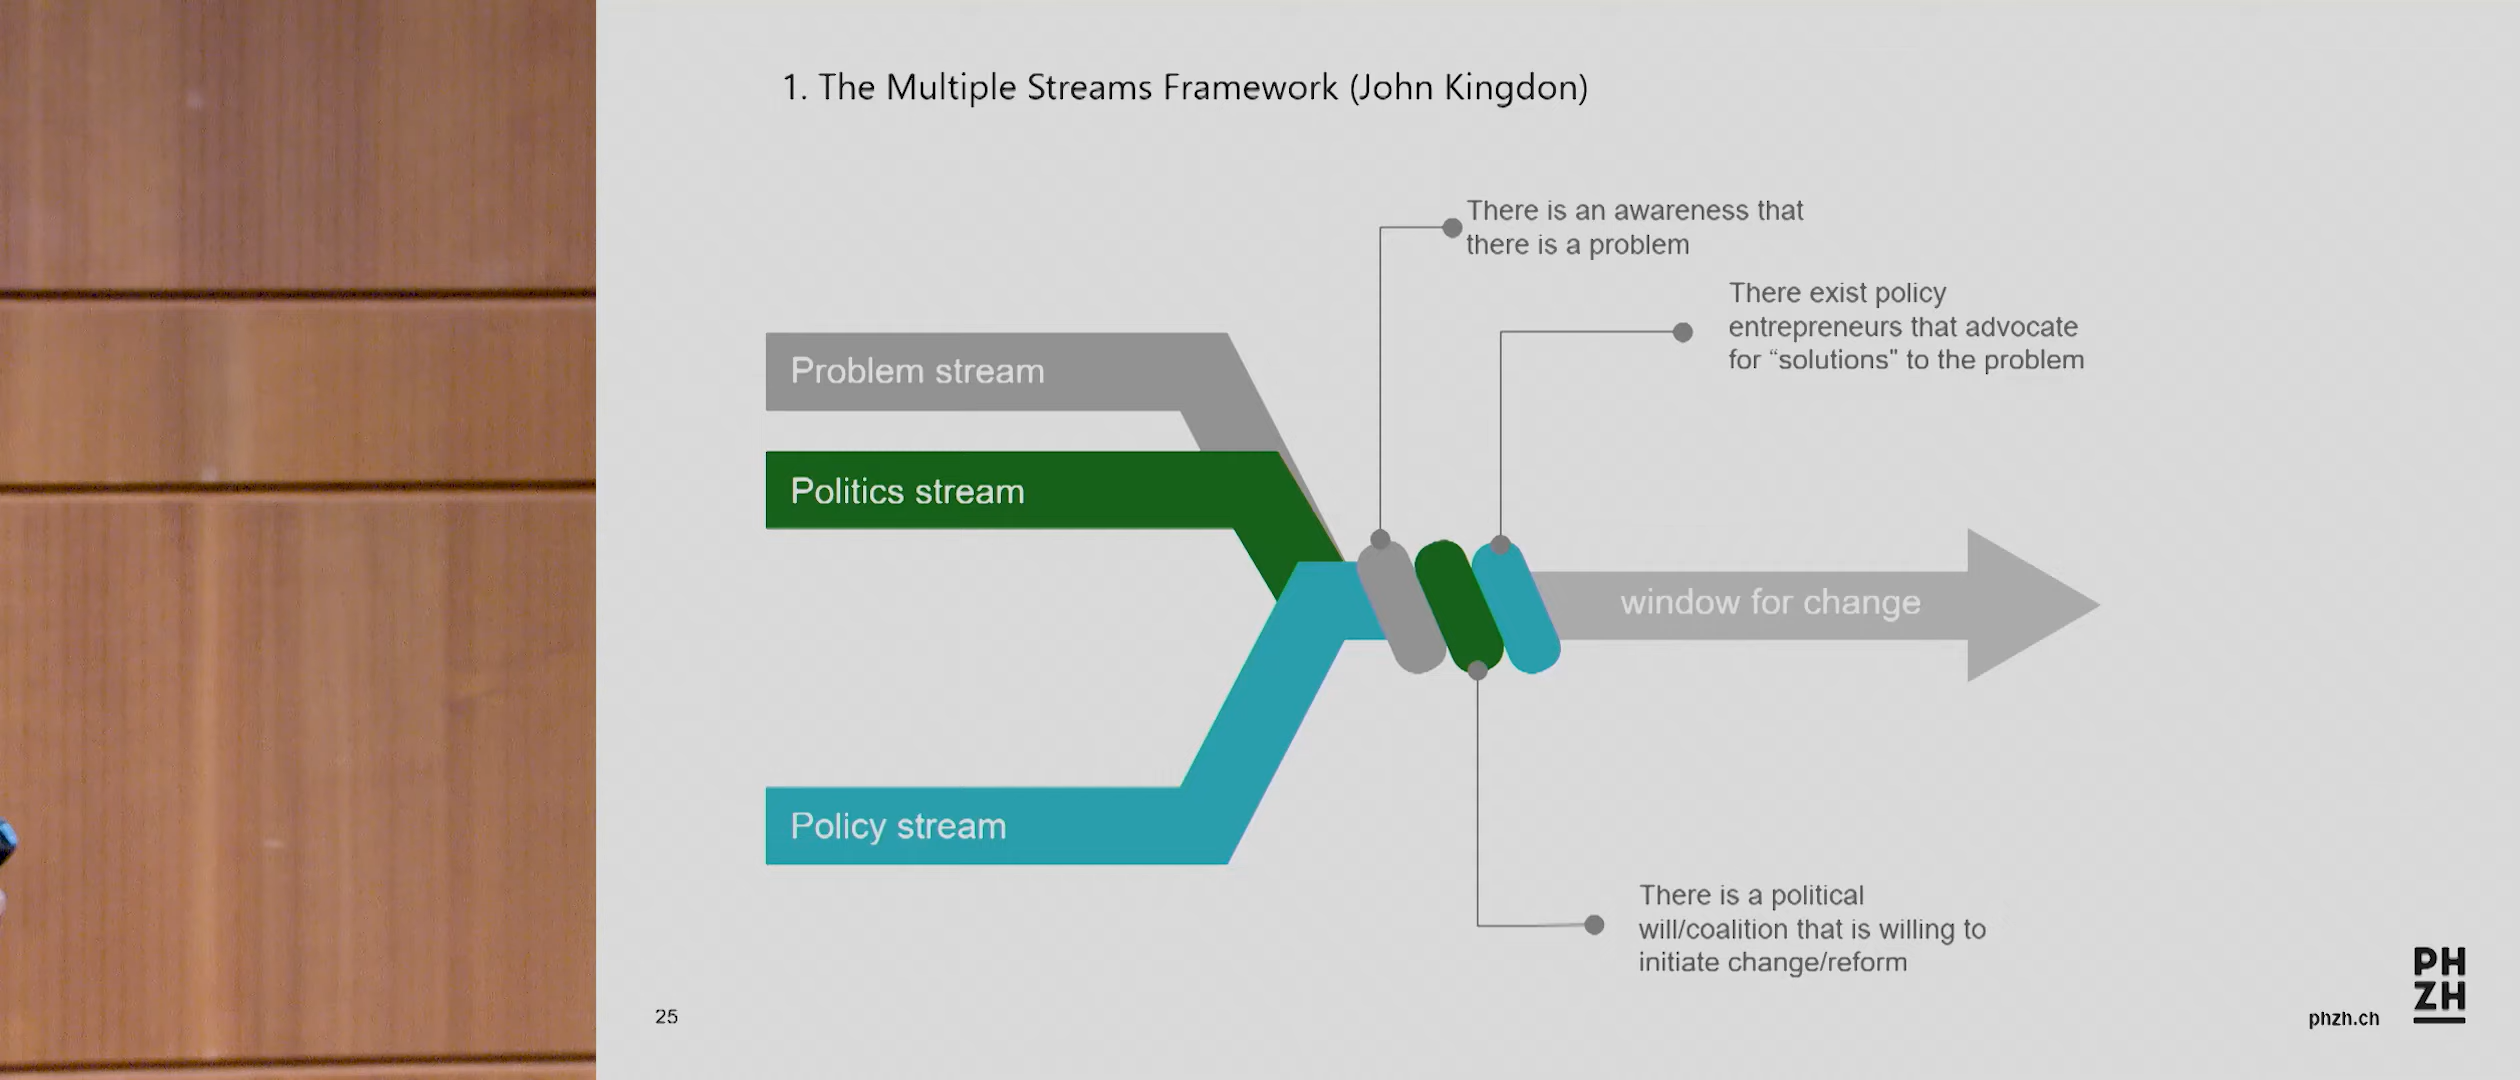 1. The Multiple Streams Framework (John Kingdon)
There is an awareness that
there is a problem
There exist policy
entrepreneurs that advocate
for “solutions" to the problem
Problem stream
Politics stream
window for change
Policy stream
There is a political
will/coalition that is willing to
initiate change/reform
25
phzh.ch
PH
ZH